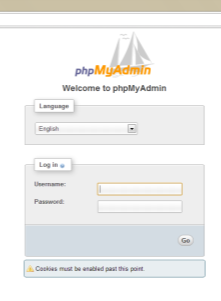 phpMyAdmin
Welcome to phpMyAdmin
Language
English
Log in
Username:
Password:
Go
Cookies must be enabled past this point.